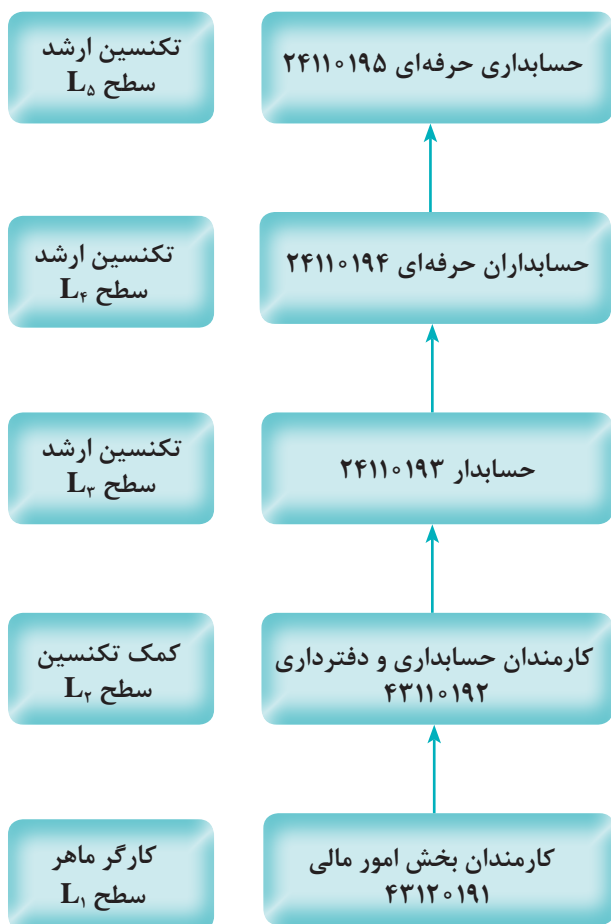 حسابداری حرفه‌ای ۲۴۱۱۰۱۹۵
تکنسین ارشد
سطح L۵
حسابداران حرفه‌ای ۲۴۱۱۰۱۹۴
تکنسین ارشد
سطح L۴
حسابدار ۲۴۱۱۰۱۹۳
تکنسین ارشد
سطح L۳
کارمندان حسابداری و دفترداری
۴۳۱۱۰۱۹۲
کمک تکنسین
سطح L۲
کارمندان بخش امور مالی
۴۳۱۲۰۱۹۱
کارگر ماهر
سطح L۱